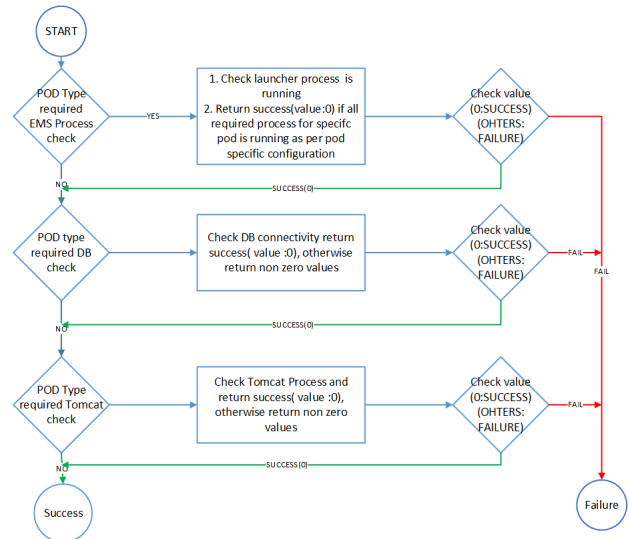 START
POD Type
required
EMS Process
check
YES
1. Check launcher process is
running
2. Return success(value:0) if all
required process for specifc
pod is running as per pod
specific configuration
Check value
(0:SUCCESS)
(OHTERS:
FAILURE)
NO
SUCCESS(0)
POD type
required DB
check
Check DB connectivity return
success( value :0), otherwise
return non zero values
Check value
(0:SUCCESS)
(OHTERS:
FAILURE)
FAIL
FAIL
NO
SUCCESS(0)
POD Type
required Tomcat
check
Check Tomcat Process and
return success( value :0),
otherwise return non zero
values
Check value
(0:SUCCESS)
(OHTERS:
FAILURE)
FAIL
NO
SUCCESS(0)
Success
Failure